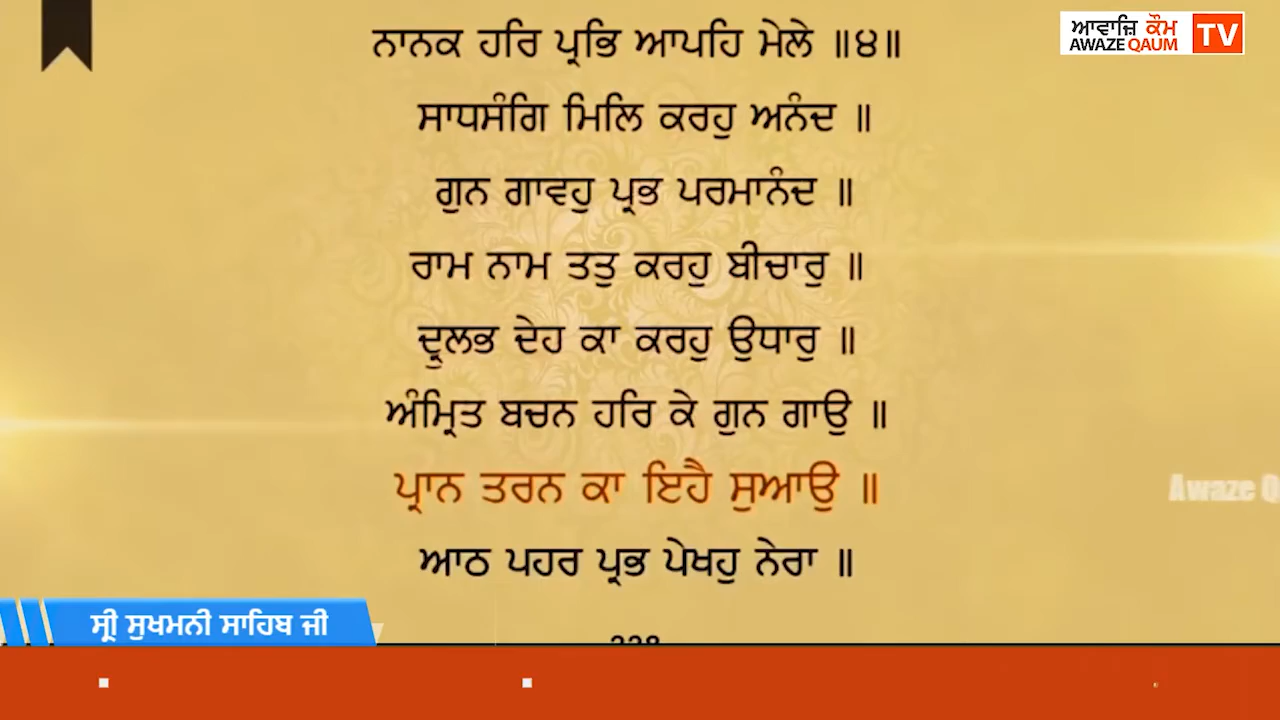 ਨਾਨਕ ਹਰਿ ਪ੍ਰਭਿ ਆਪਹਿ ਮੇਲੇ ॥੪॥
ਆਵਾਜ਼ਿ ਕੌਮ
AWAZE QAUM TV
ਸਾਧਸੰਗਿ ਮਿਲਿ ਕਰਹੁ ਅਨੰਦ ॥
ਗੁਨ ਗਾਵਹੁ ਪ੍ਰਭ ਪਰਮਾਨੰਦ ॥
ਰਾਮ ਨਾਮ ਤਤੁ ਕਰਹੁ ਬੀਚਾਰੁ ॥
ਦ੍ਰੁਲਭ ਦੇਹ ਕਾ ਕਰਹੁ ਉਧਾਰੁ ॥
ਅੰਮ੍ਰਿਤ ਬਚਨ ਹਰਿ ਕੇ ਗੁਨ ਗਾਉ ॥
ਪ੍ਰਾਨ ਤਰਨ ਕਾ ਇਹੈ ਸੁਆਉ ॥
Awaze Q
ਆਠ ਪਹਰ ਪ੍ਰਭ ਪੇਖਹੁ ਨੇਰਾ ॥
ਸ੍ਰੀ ਸੁਖਮਨੀ ਸਾਹਿਬ ਜੀ